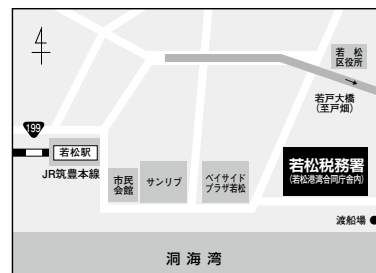 若松
区役所
若戸大橋
(至戸畑)
199
若松駅
JR筑豊本線
市民
会館
サンリブ
ベイサイド
プラザ若松
若松税務署
(若松港湾合同庁舎内)
渡船場
洞海湾